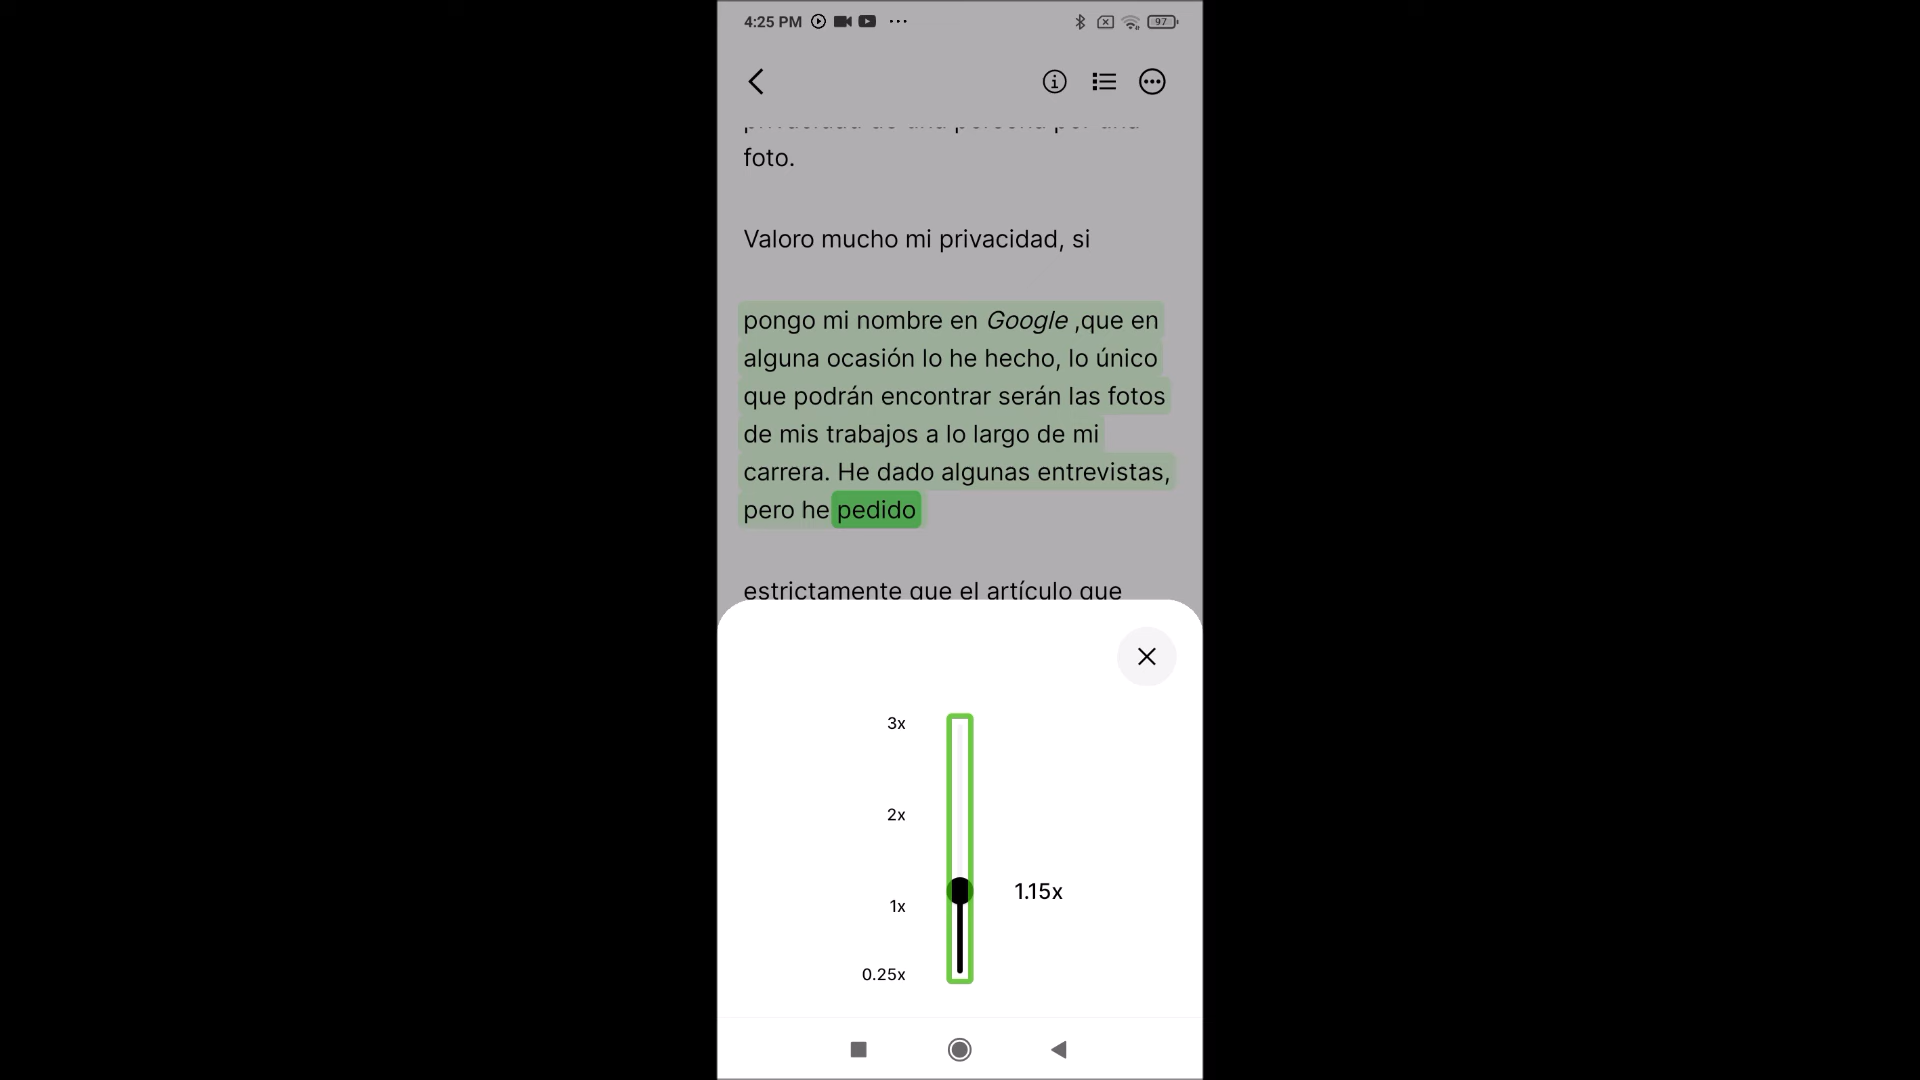 4:25 PM
97
foto.
Valoro mucho mi privacidad, si
pongo mi nombre en Google ,que en
alguna ocasión lo he hecho, lo único
que podrán encontrar serán las fotos
de mis trabajos a lo largo de mi
carrera. He dado algunas entrevistas,
pero he pedido
estrictamente que el artículo que
3x
2x
1.15x
1x
0.25x